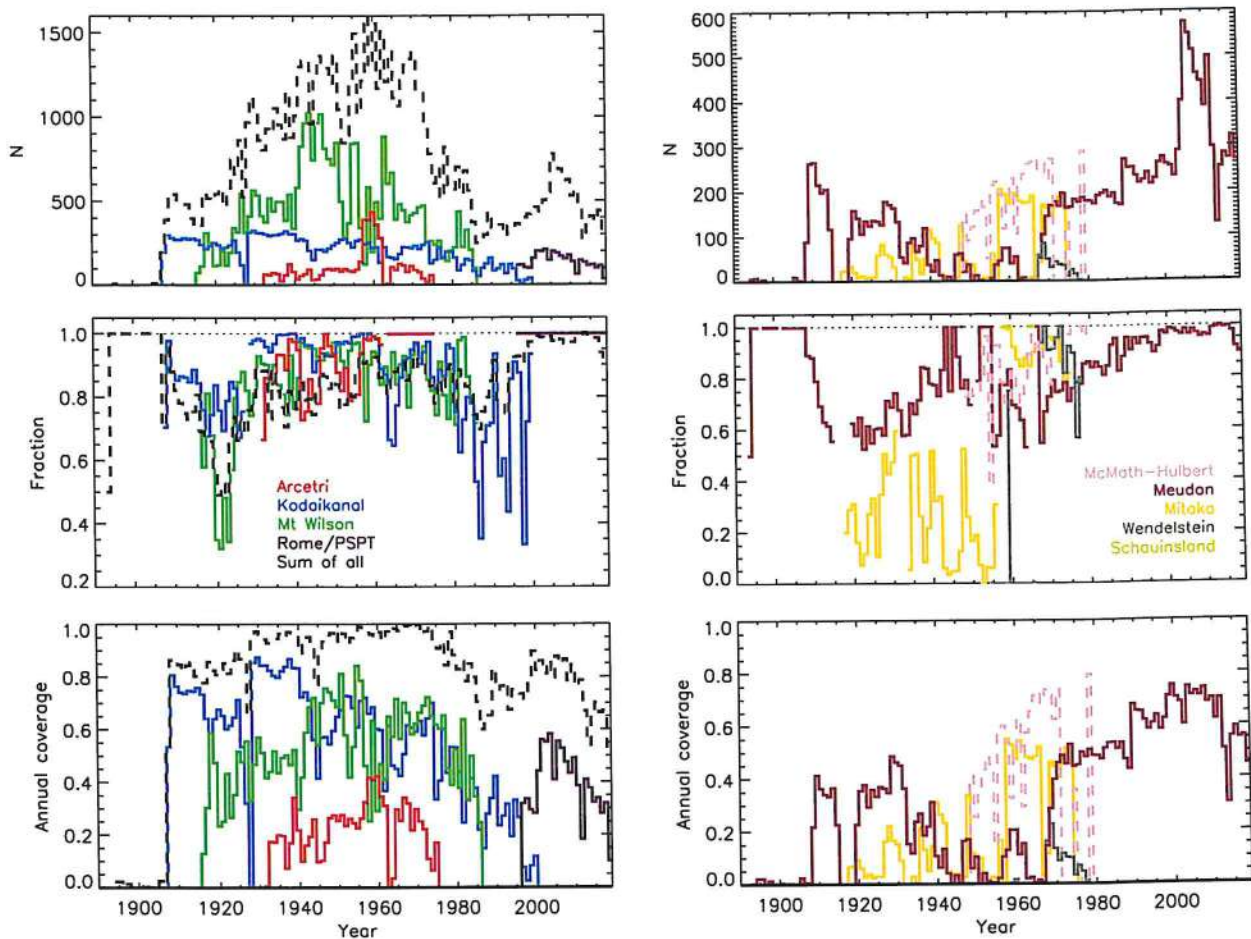 1500
1000
500
0
N
600
500
400
300
200
100
0
N
1.0
0.8
0.6
0.4
0.2
Fraction
Arcetri
Kodaikanal
Mt Wilson
Rome/PSPT
Sum of all
1.0
0.8
0.6
0.4
0.2
0.0
Fraction
McMath-Hulbert
Meudon
Mitaka
Wendelstein
Schauinsland
1.0
0.8
0.6
0.4
0.2
0.0
Annual coverage
1900 1920 1940 1960 1980 2000
Year
1.0
0.8
0.6
0.4
0.2
0.0
Annual coverage
1900 1920 1940 1960 1980 2000
Year